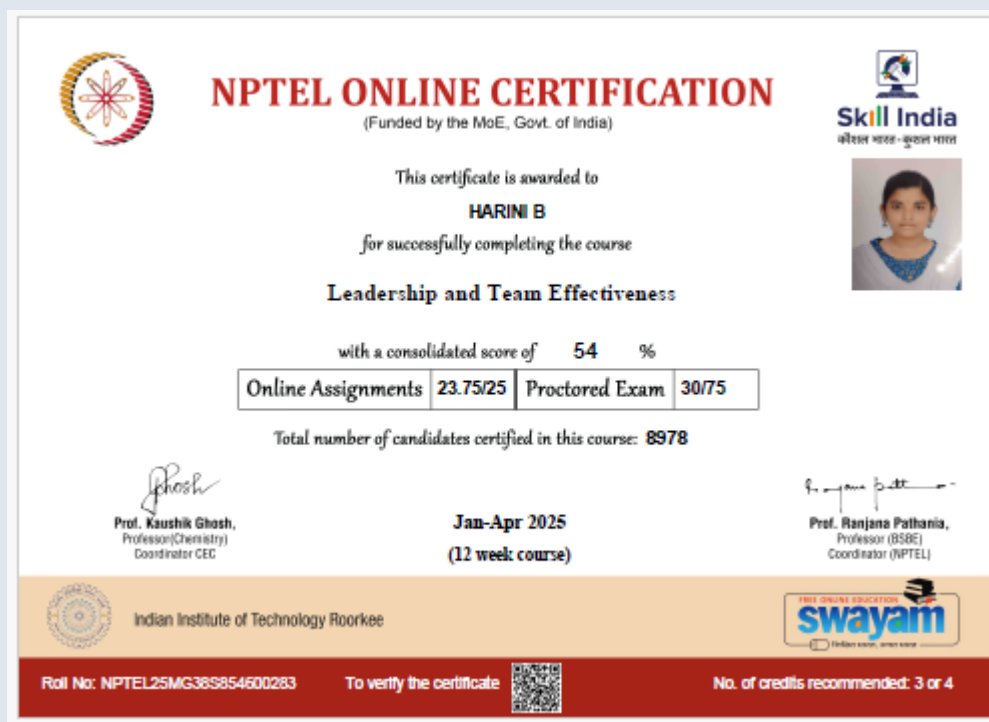 NPTEL ONLINE CERTIFICATION
(Funded by the MoE, Govt. of India)
Skill India
कौशल भारत - कुशल भारत
This certificate is awarded to
HARINI B
for successfully completing the course
Leadership and Team Effectiveness
with a consolidated score of 54 %
Online Assignments 23.75/25 Proctored Exam 30/75
Total number of candidates certified in this course: 8978
Prof. Kaushik Ghosh,
Professor(Chemistry)
Coordinator CEC
Jan-Apr 2025
(12 week course)
Prof. Ranjana Pathania,
Professor (BSBE)
Coordinator (NPTEL)
Indian Institute of Technology Roorkee
FREE ONLINE EDUCATION
swayam
Roll No: NPTEL25MG38S854600283
To verify the certificate
No. of credits recommended: 3 or 4